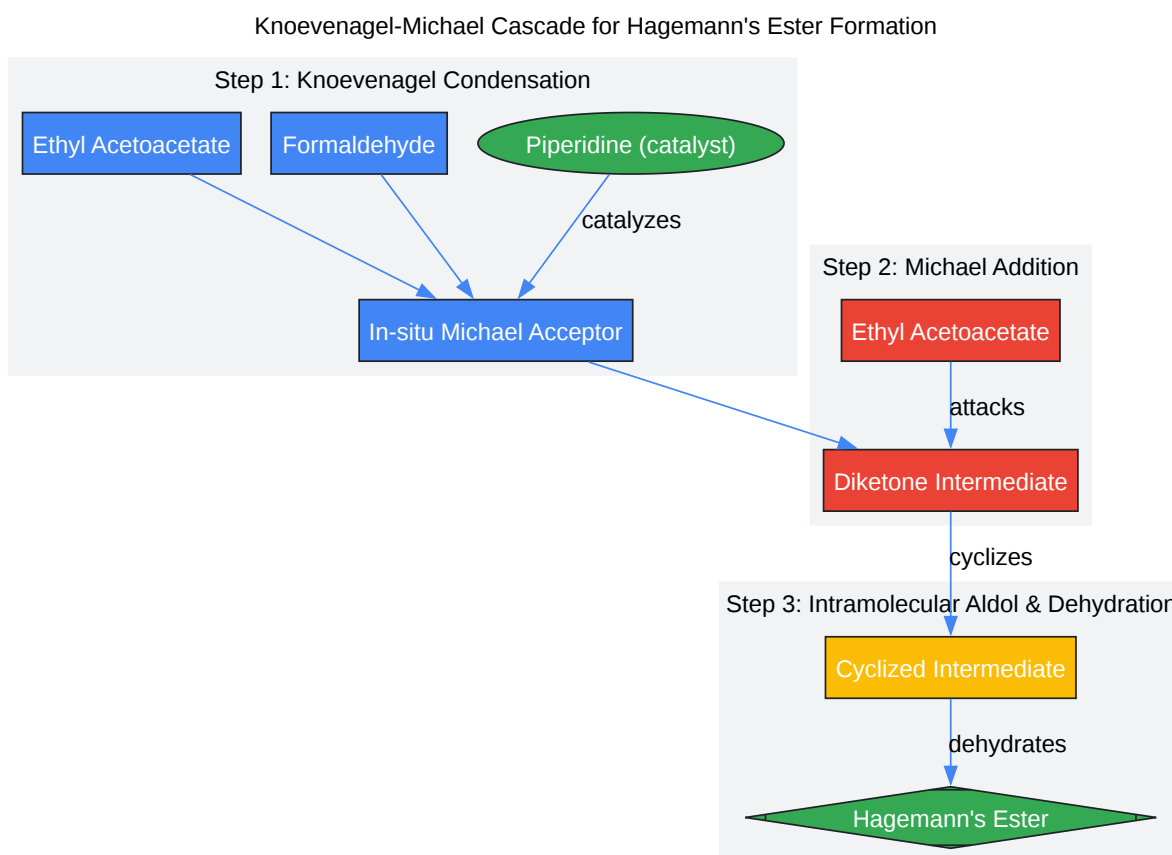 Knoevenagel-Michael Cascade for Hagemann's Ester Formation
Step 1: Knoevenagel Condensation
Ethyl Acetoacetate
Formaldehyde
Piperidine (catalyst)
catalyzes
In-situ Michael Acceptor
Step 2: Michael Addition
Ethyl Acetoacetate
attacks
Diketone Intermediate
cyclizes
Step 3: Intramolecular Aldol & Dehydration
Cyclized Intermediate
dehydrates
Hagemann's Ester